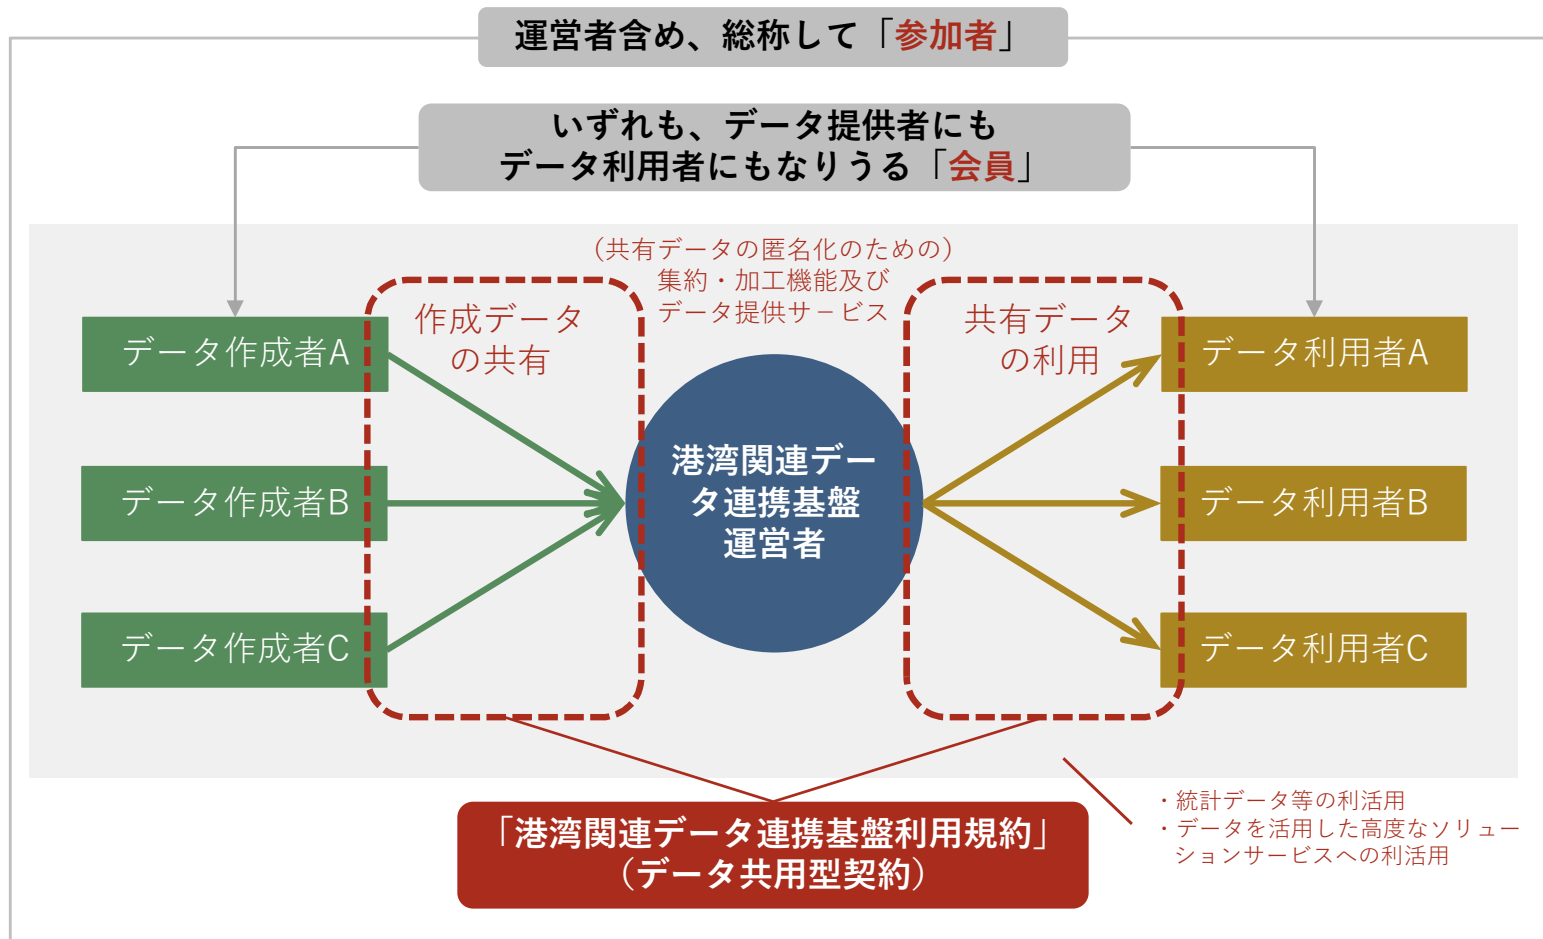 運営者含め、総称して「参加者」
いずれも、データ提供者にも
データ利用者にもなりうる「会員」
（共有データの匿名化のための）
集約・加工機能及び
データ提供サ－ビス
作成データ
の共有
共有データ
の利用
データ作成者A
データ作成者B
データ作成者C
港湾関連デー
タ連携基盤
運営者
データ利用者A
データ利用者B
データ利用者C
「港湾関連データ連携基盤利用規約」
（データ共用型契約）
・統計データ等の利活用
・データを活用した高度なソリュー
ションサービスへの利活用